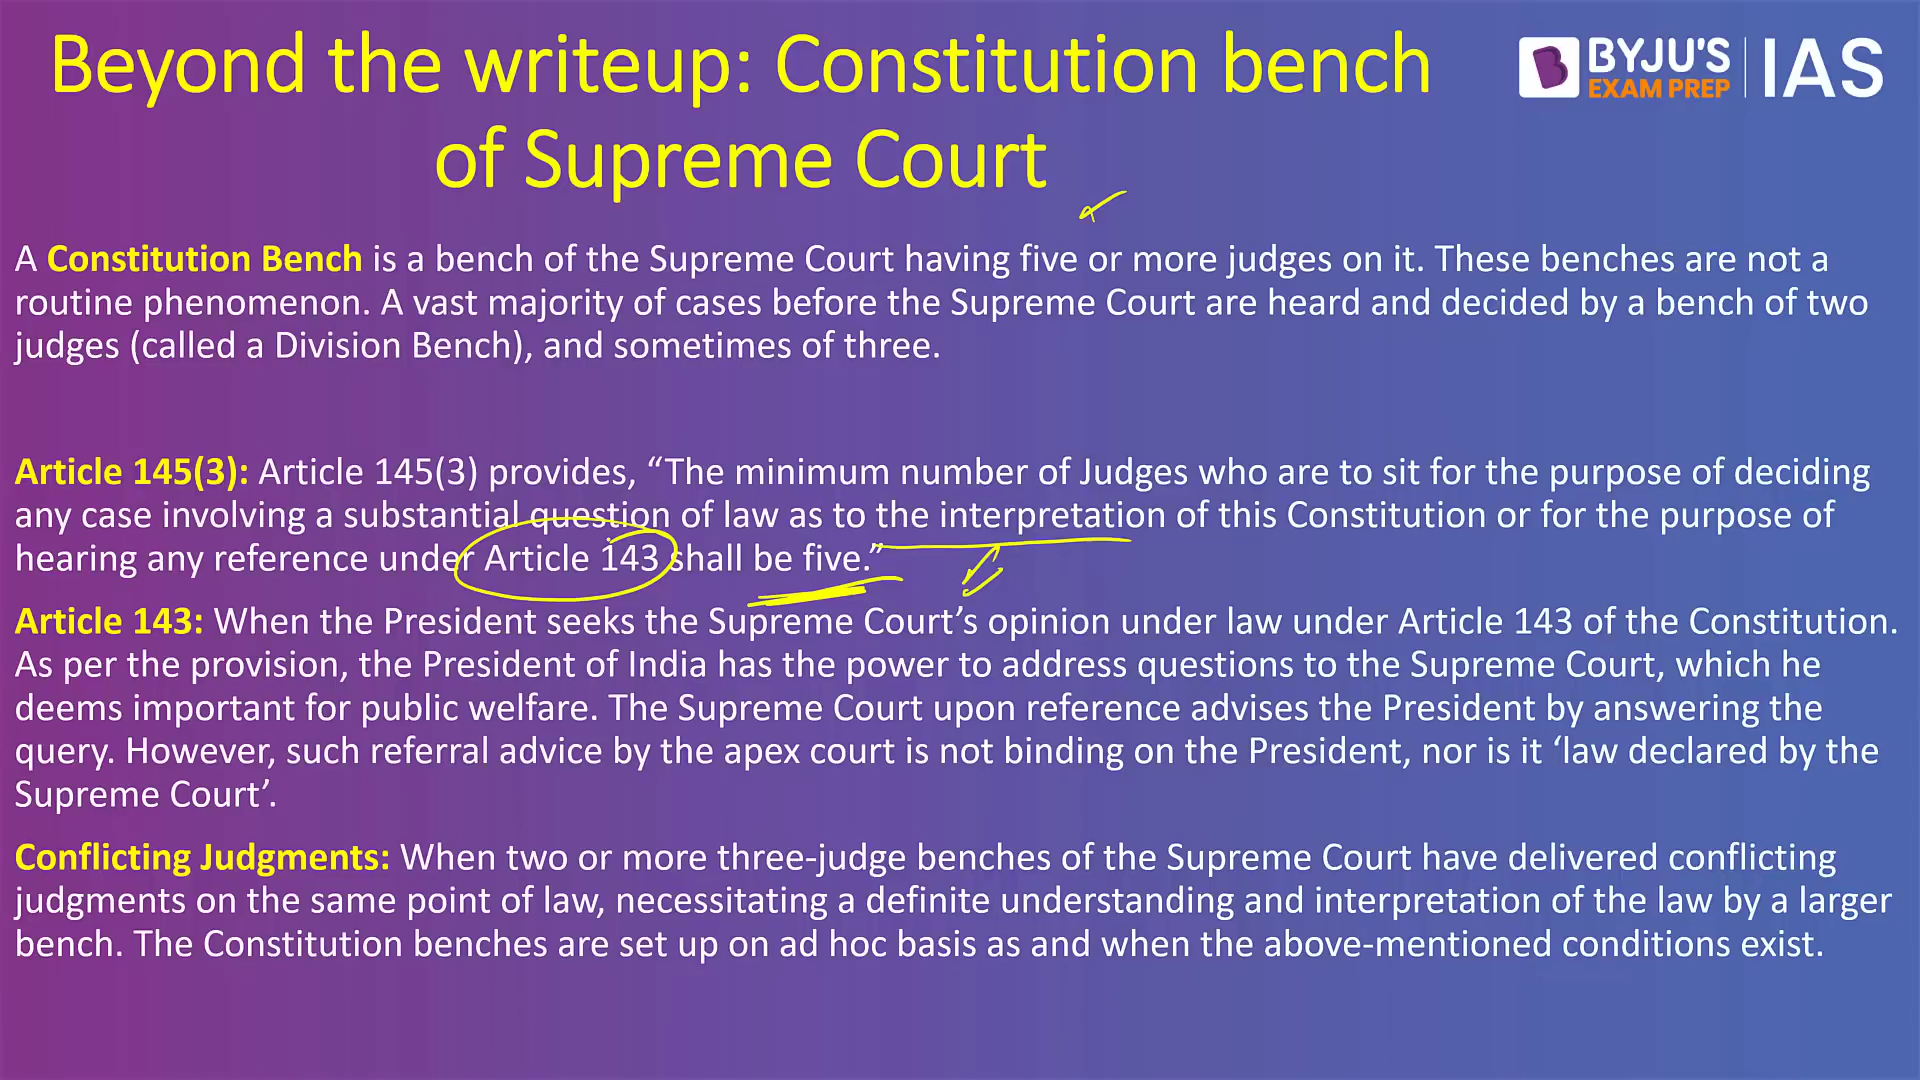 Beyond the writeup: Constitution bench
of Supreme Court
BYJU'S
EXAM PREP
IAS
A Constitution Bench is a bench of the Supreme Court having five or more judges on it. These benches are not a
routine phenomenon. A vast majority of cases before the Supreme Court are heard and decided by a bench of two
judges (called a Division Bench), and sometimes of three.
Article 145(3): Article 145(3) provides, “The minimum number of Judges who are to sit for the purpose of deciding
any case involving a substantial question of law as to the interpretation of this Constitution or for the purpose of
hearing any reference under Article 143 shall be five.”
Article 143: When the President seeks the Supreme Court’s opinion under law under Article 143 of the Constitution.
As per the provision, the President of India has the power to address questions to the Supreme Court, which he
deems important for public welfare. The Supreme Court upon reference advises the President by answering the
query. However, such referral advice by the apex court is not binding on the President, nor is it ‘law declared by the
Supreme Court’.
Conflicting Judgments: When two or more three-judge benches of the Supreme Court have delivered conflicting
judgments on the same point of law, necessitating a definite understanding and interpretation of the law by a larger
bench. The Constitution benches are set up on ad hoc basis as and when the above-mentioned conditions exist.